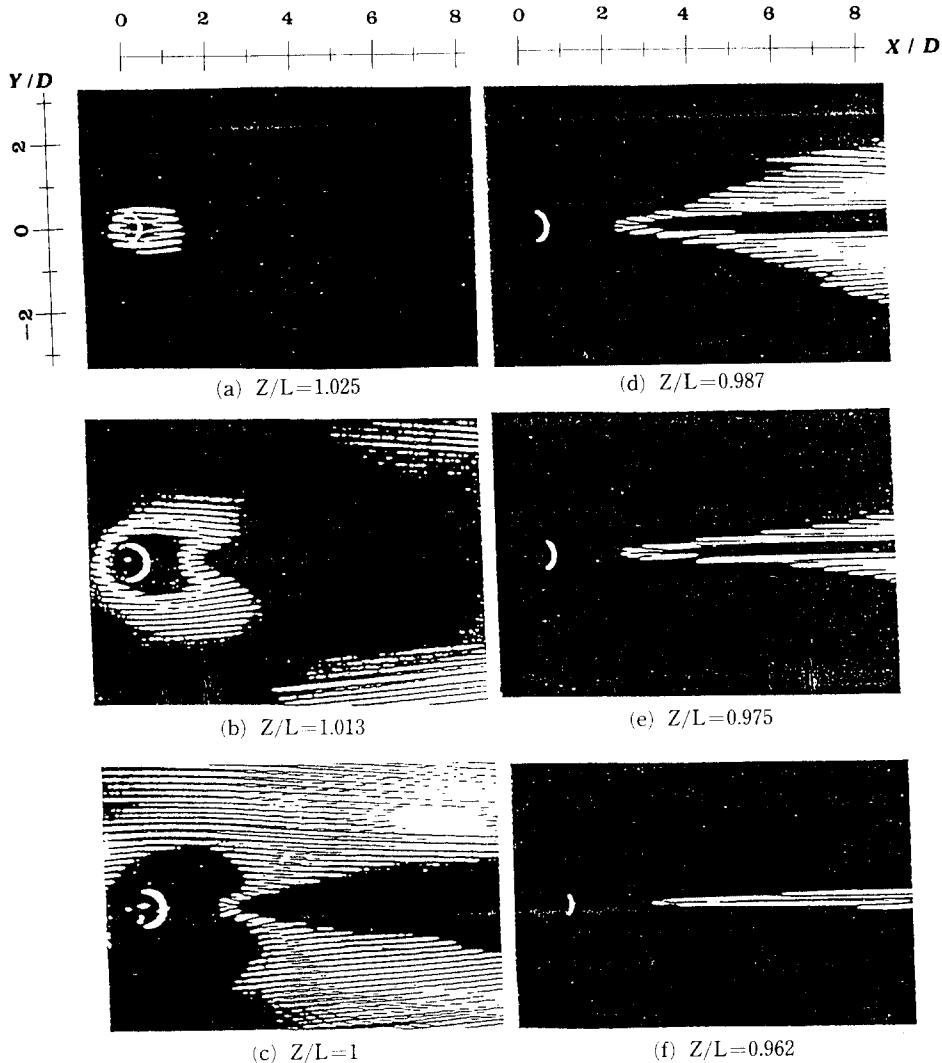 0 2 4 6 8
0 2 4 6 8
X / D
Y / D
2
0
−2
(a) Z/L=1.025
(d) Z/L=0.987
(b) Z/L=1.013
(e) Z/L=0.975
(c) Z/L=1
(f) Z/L=0.962